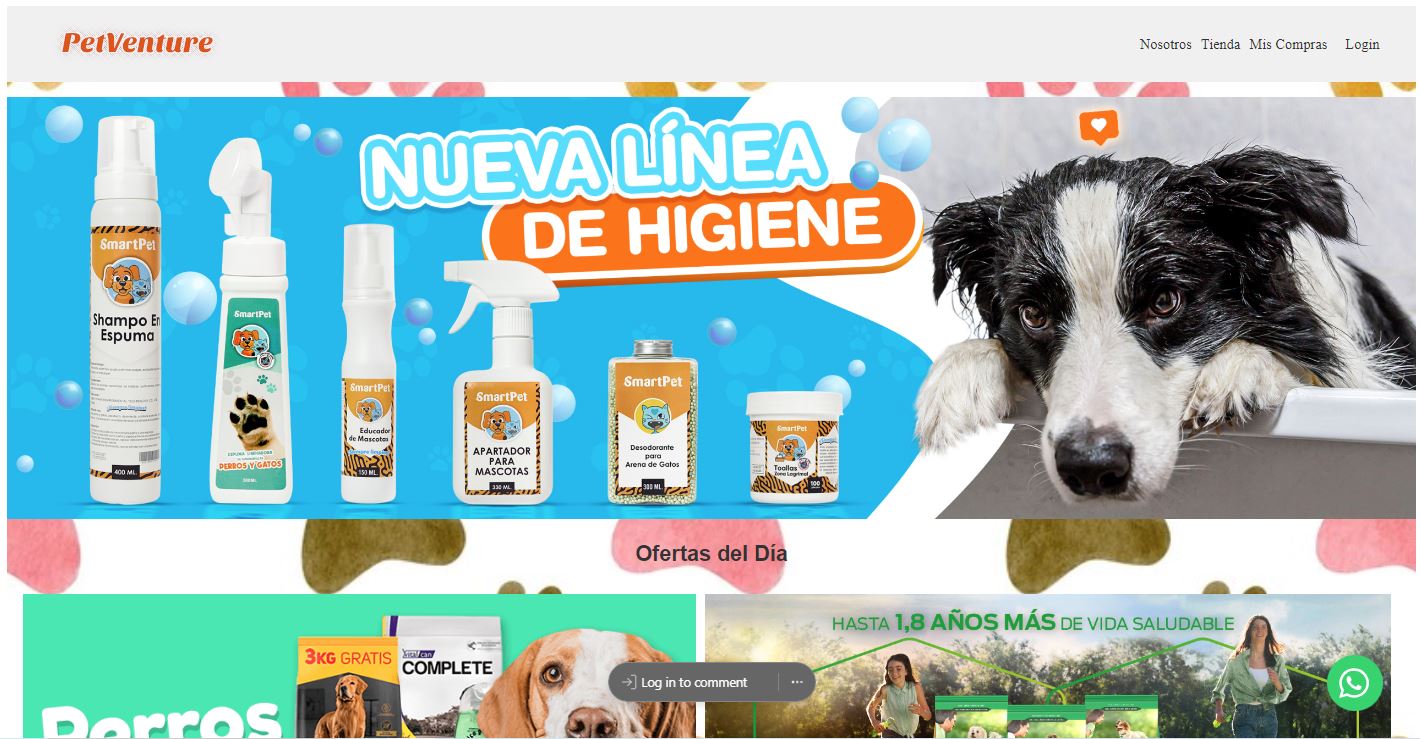 PetVenture
Nosotros Tienda Mis Compras Login
NUEVA LÍNEA
DE HIGIENE
SmartPet
Shampo En
Espuma
400 ML.
SmartPet
PERROS Y GATOS
SmartPet
Educador
de Mascotas
150 ML.
SmartPet
APARTADOR
PARA
MASCOTAS
330 ML.
SmartPet
Desodorante
para
Arena de Gatos
300 ML.
SmartPet
Toallas
Zona Lagrimal
100
Ofertas del Día
3KG GRATIS
vitalcan
COMPLETE
Perros
HASTA 1,8 AÑOS MÁS DE VIDA SALUDABLE
Log in to comment